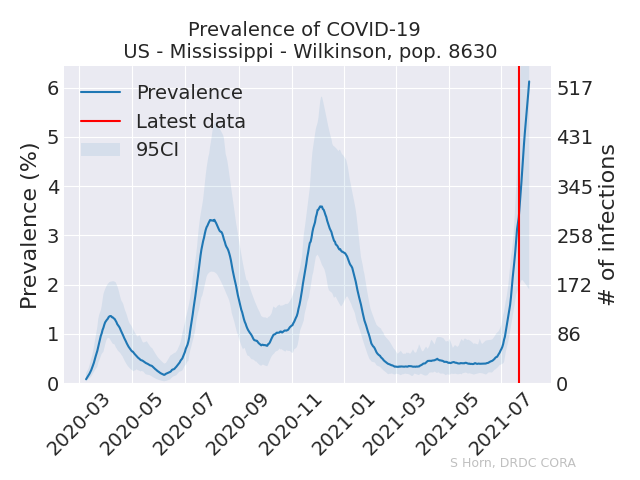 Prevalence of COVID-19
US - Mississippi - Wilkinson, pop. 8630
Prevalence
Latest data
95CI
Prevalence (%)
6
5
4
3
2
1
0
517
431
345
258
172
86
0
# of infections
2020-03
2020-05
2020-07
2020-09
2020-11
2021-01
2021-03
2021-05
2021-07
S Horn, DRDC CORA